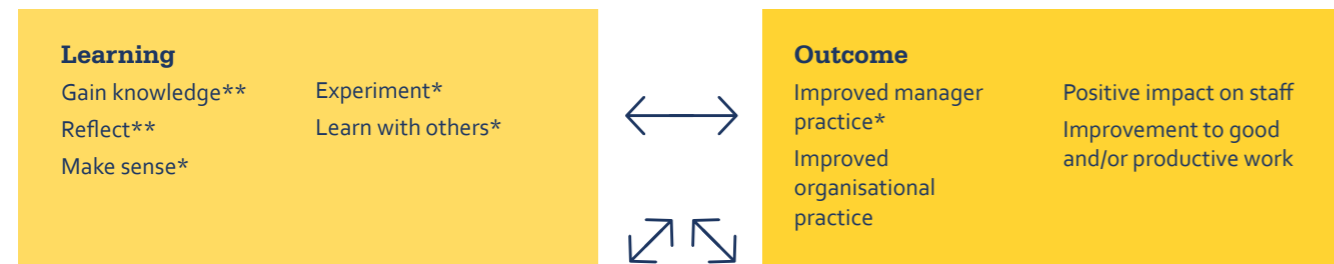 Learning
Gain knowledge**
Reflect**
Make sense*
Experiment*
Learn with others*
Outcome
Improved manager
practice*
Improved
organisational
practice
Positive impact on staff
Improvement to good
and/or productive work